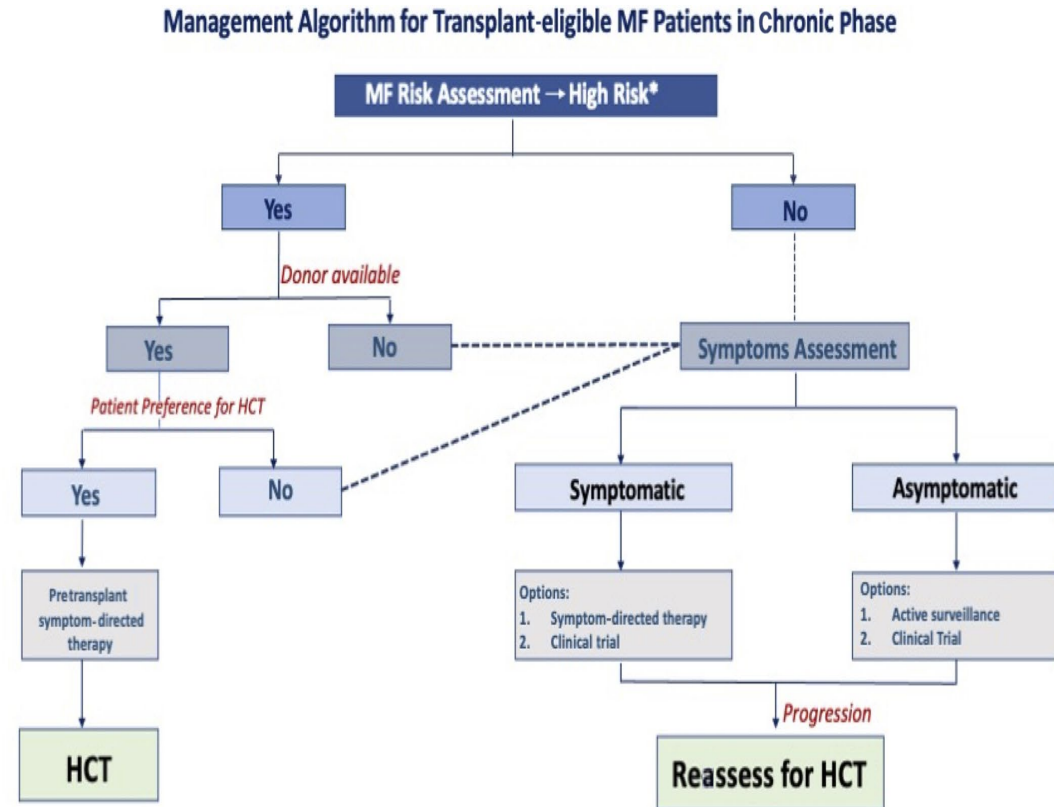 Management Algorithm for Transplant-eligible MF Patients in Chronic Phase
MF Risk Assessment → High Risk*
Yes
No
Donor available
Yes
No
Symptoms Assessment
Patient Preference for HCT
Yes
No
Symptomatic
Asymptomatic
Pretransplant
symptom-directed
therapy
Options:
1. Symptom-directed therapy
2. Clinical trial
Options:
1. Active surveillance
2. Clinical Trial
Progression
HCT
Reassess for HCT